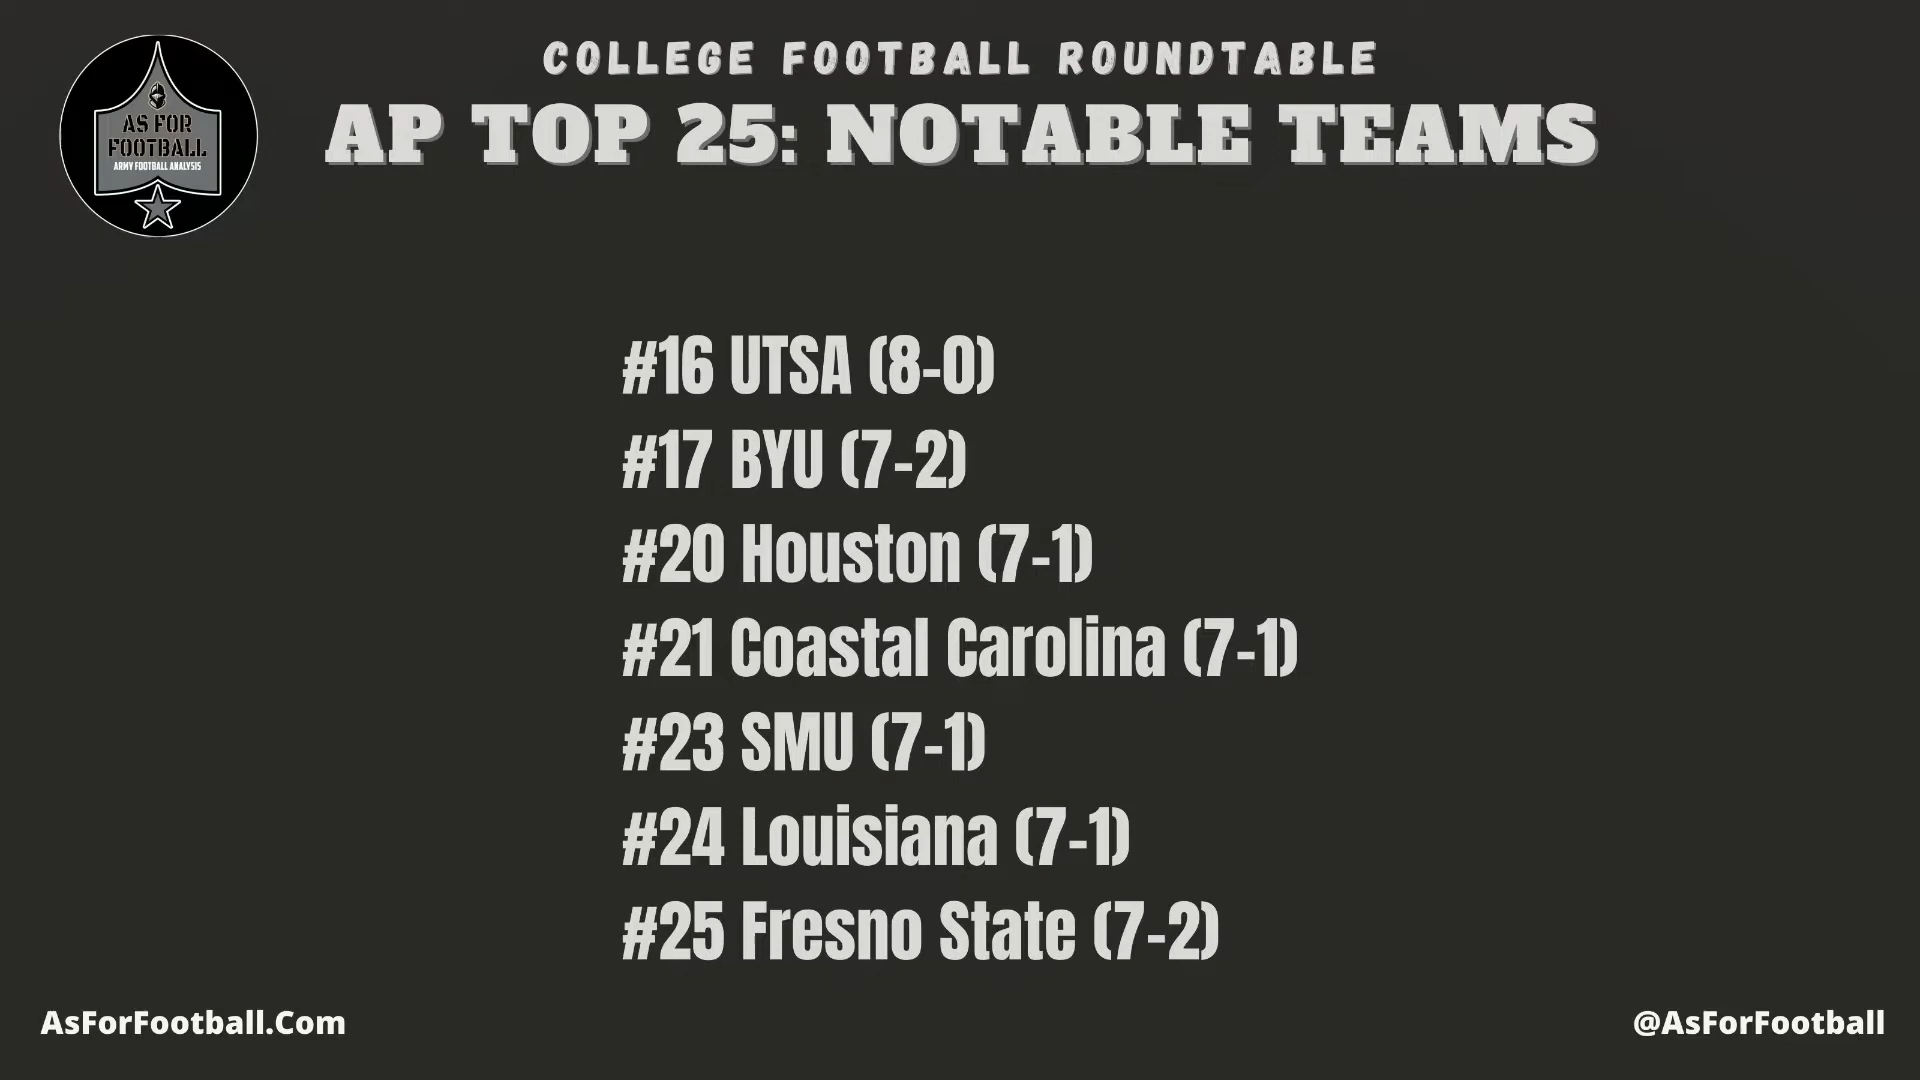 COLLEGE FOOTBALL ROUNDTABLE
AP TOP 25: NOTABLE TEAMS
AS FOR
FOOTBALL
ARMY FOOTBALL ANALYSIS
#16 UTSA (8-0)
#17 BYU (7-2)
#20 Houston (7-1)
#21 Coastal Carolina (7-1)
#23 SMU (7-1)
#24 Louisiana (7-1)
#25 Fresno State (7-2)
AsForFootball.Com
@AsForFootball